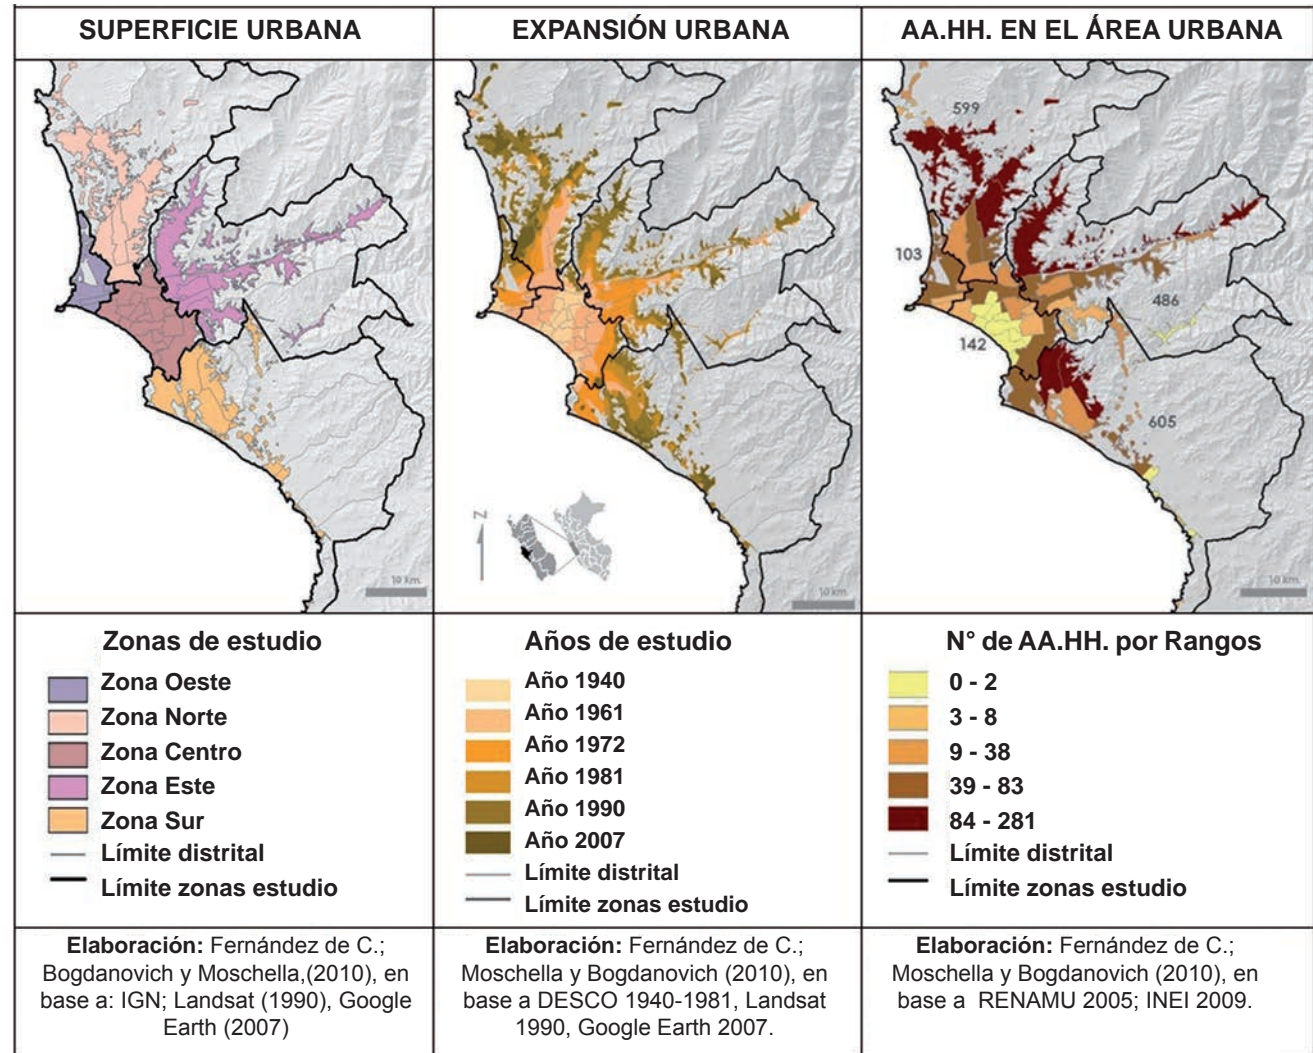 SUPERFICIE URBANA
EXPANSIÓN URBANA
AA.HH. EN EL ÁREA URBANA
10 km.
N
10 km.
599
103
486
142
605
10 km.
Zonas de estudio
Zona Oeste
Zona Norte
Zona Centro
Zona Este
Zona Sur
Límite distrital
Límite zonas estudio
Años de estudio
Año 1940
Año 1961
Año 1972
Año 1981
Año 1990
Año 2007
Límite distrital
Límite zonas estudio
N° de AA.HH. por Rangos
0 - 2
3 - 8
9 - 38
39 - 83
84 - 281
Límite distrital
Límite zonas estudio
Elaboración: Fernández de C.;
Bogdanovich y Moschella,(2010), en
base a: IGN; Landsat (1990), Google
Earth (2007)
Elaboración: Fernández de C.;
Moschella y Bogdanovich (2010), en
base a DESCO 1940-1981, Landsat
1990, Google Earth 2007.
Elaboración: Fernández de C.;
Moschella y Bogdanovich (2010), en
base a RENAMU 2005; INEI 2009.